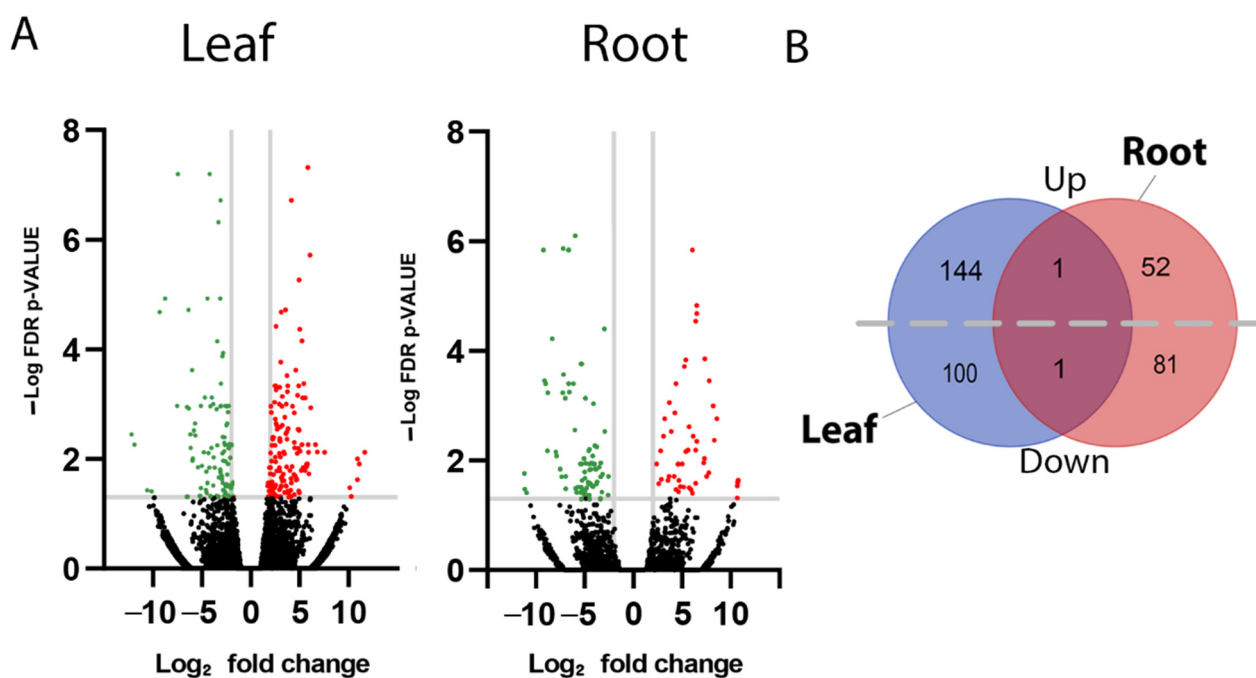 A
Leaf
Root
B
8
6
4
2
0
−Log FDR p-VALUE
−10 −5 0 5 10
Log₂ fold change
8
6
4
2
0
−Log FDR p-VALUE
−10 −5 0 5 10
Log₂ fold change
Root
Up
144 1 52
100 1 81
Leaf
Down